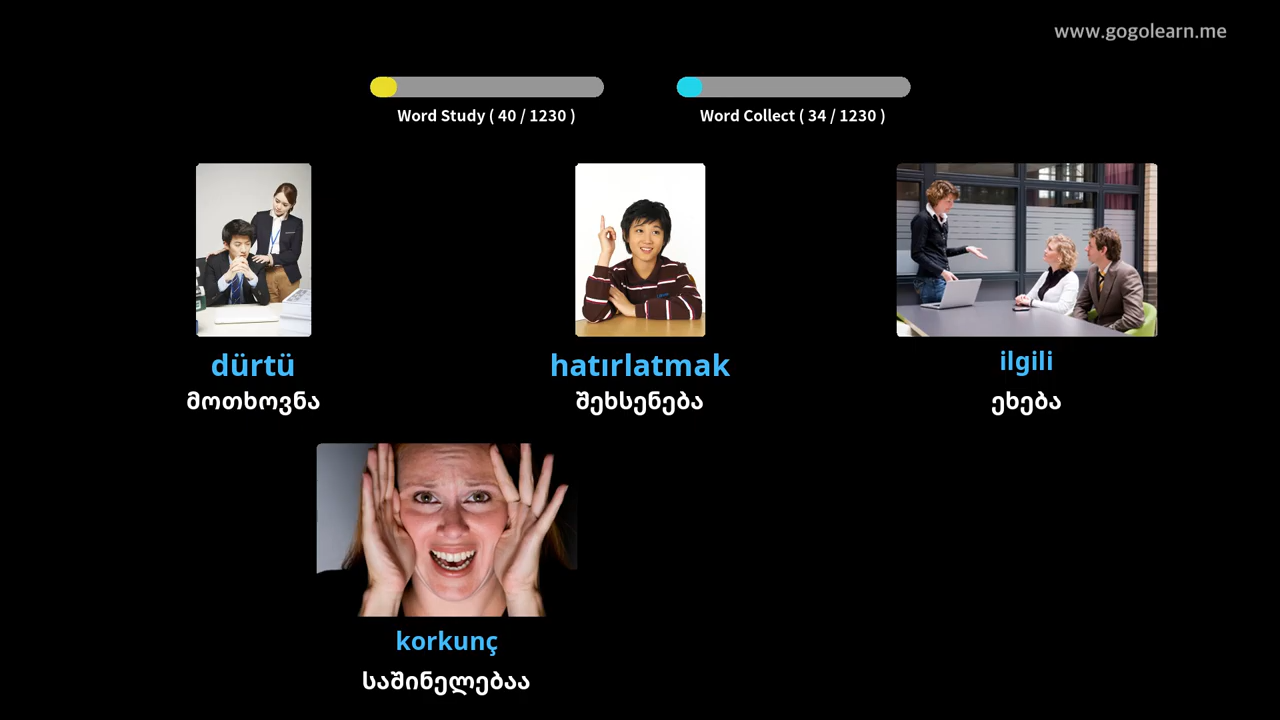 www.gogolearn.me
Word Study ( 40 / 1230 )
Word Collect ( 34 / 1230 )
dürtü
hatırlatmak
ilgili
მოთხოვნა
შეხსენება
ეხება
korkunç
საშინელებაა